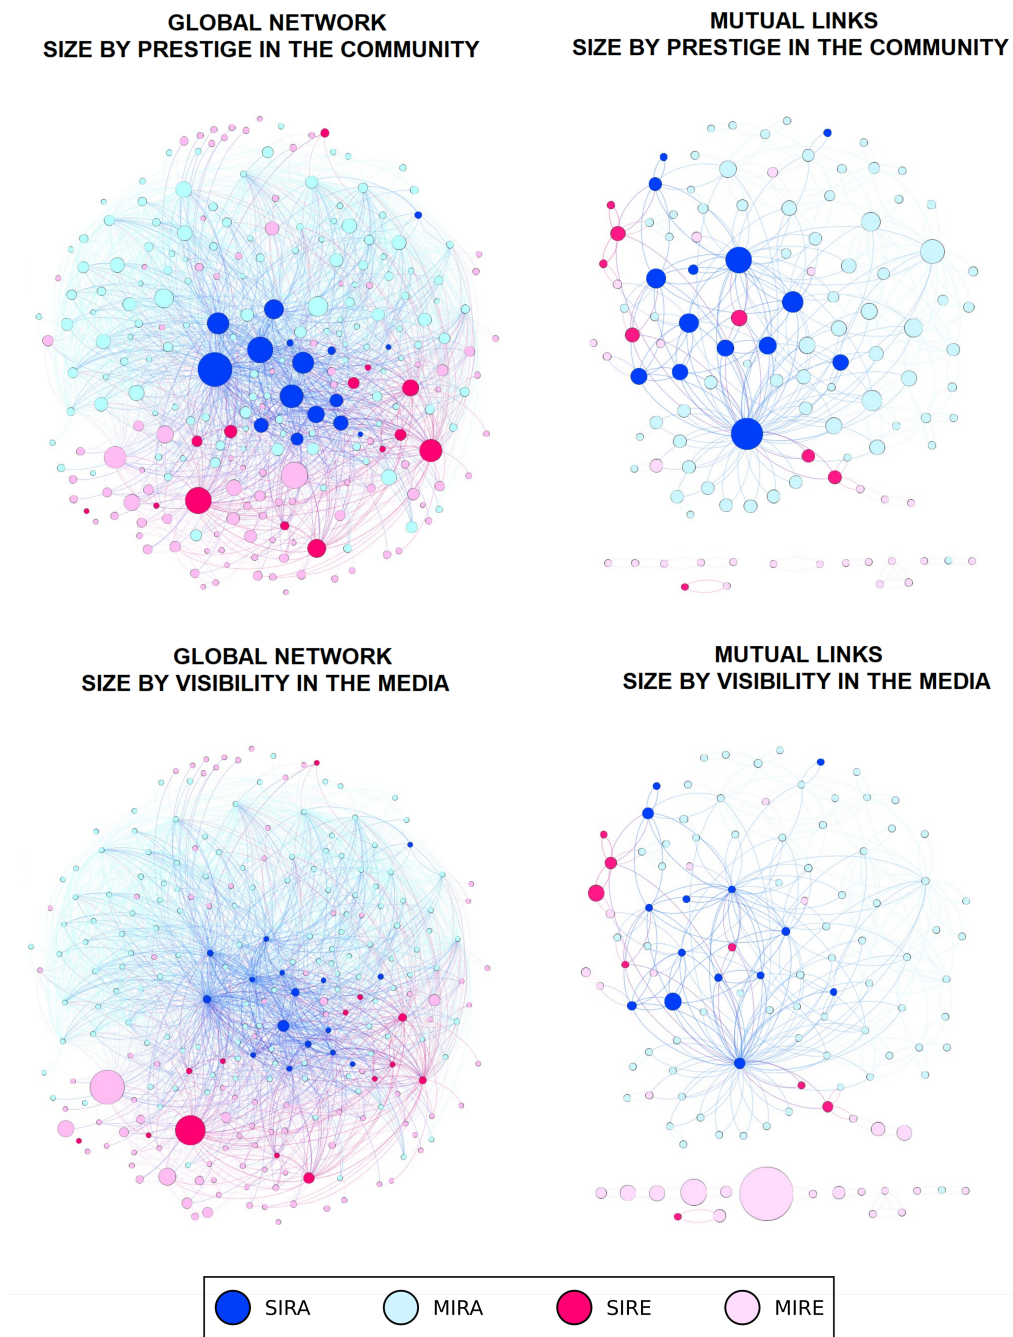 GLOBAL NETWORK
SIZE BY PRESTIGE IN THE COMMUNITY
MUTUAL LINKS
SIZE BY PRESTIGE IN THE COMMUNITY
GLOBAL NETWORK
SIZE BY VISIBILITY IN THE MEDIA
MUTUAL LINKS
SIZE BY VISIBILITY IN THE MEDIA
SIRA MIRA SIRE MIRE